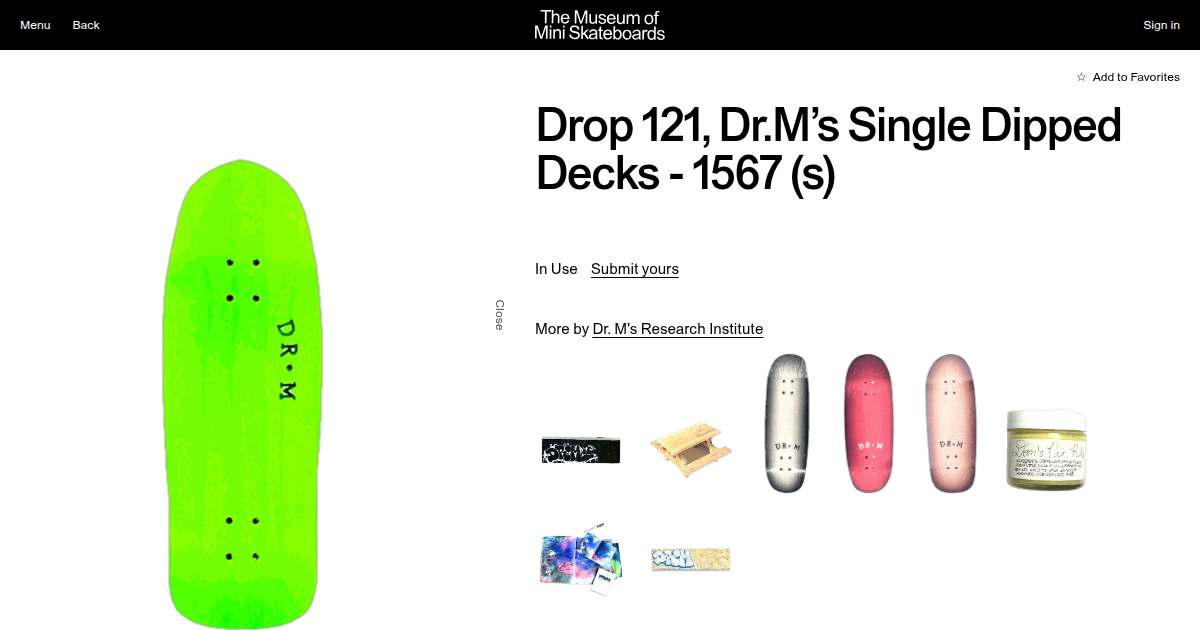 Menu
Back
The Museum of
Mini Skateboards
Sign in
☆ Add to Favorites
Drop 121, Dr.M’s Single Dipped
Decks - 1567 (s)
DR•M
Close
In Use Submit yours
More by Dr. M's Research Institute
DR•M
DR•M
DR•M